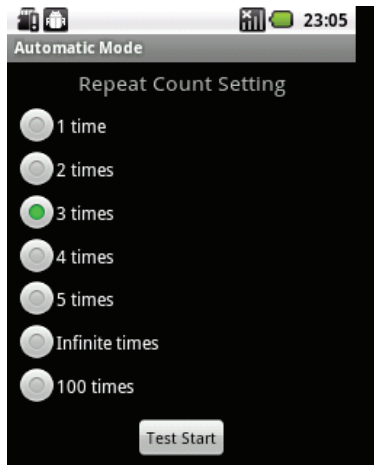 23:05
Automatic Mode
Repeat Count Setting
1 time
2 times
3 times
4 times
5 times
Infinite times
100 times
Test Start